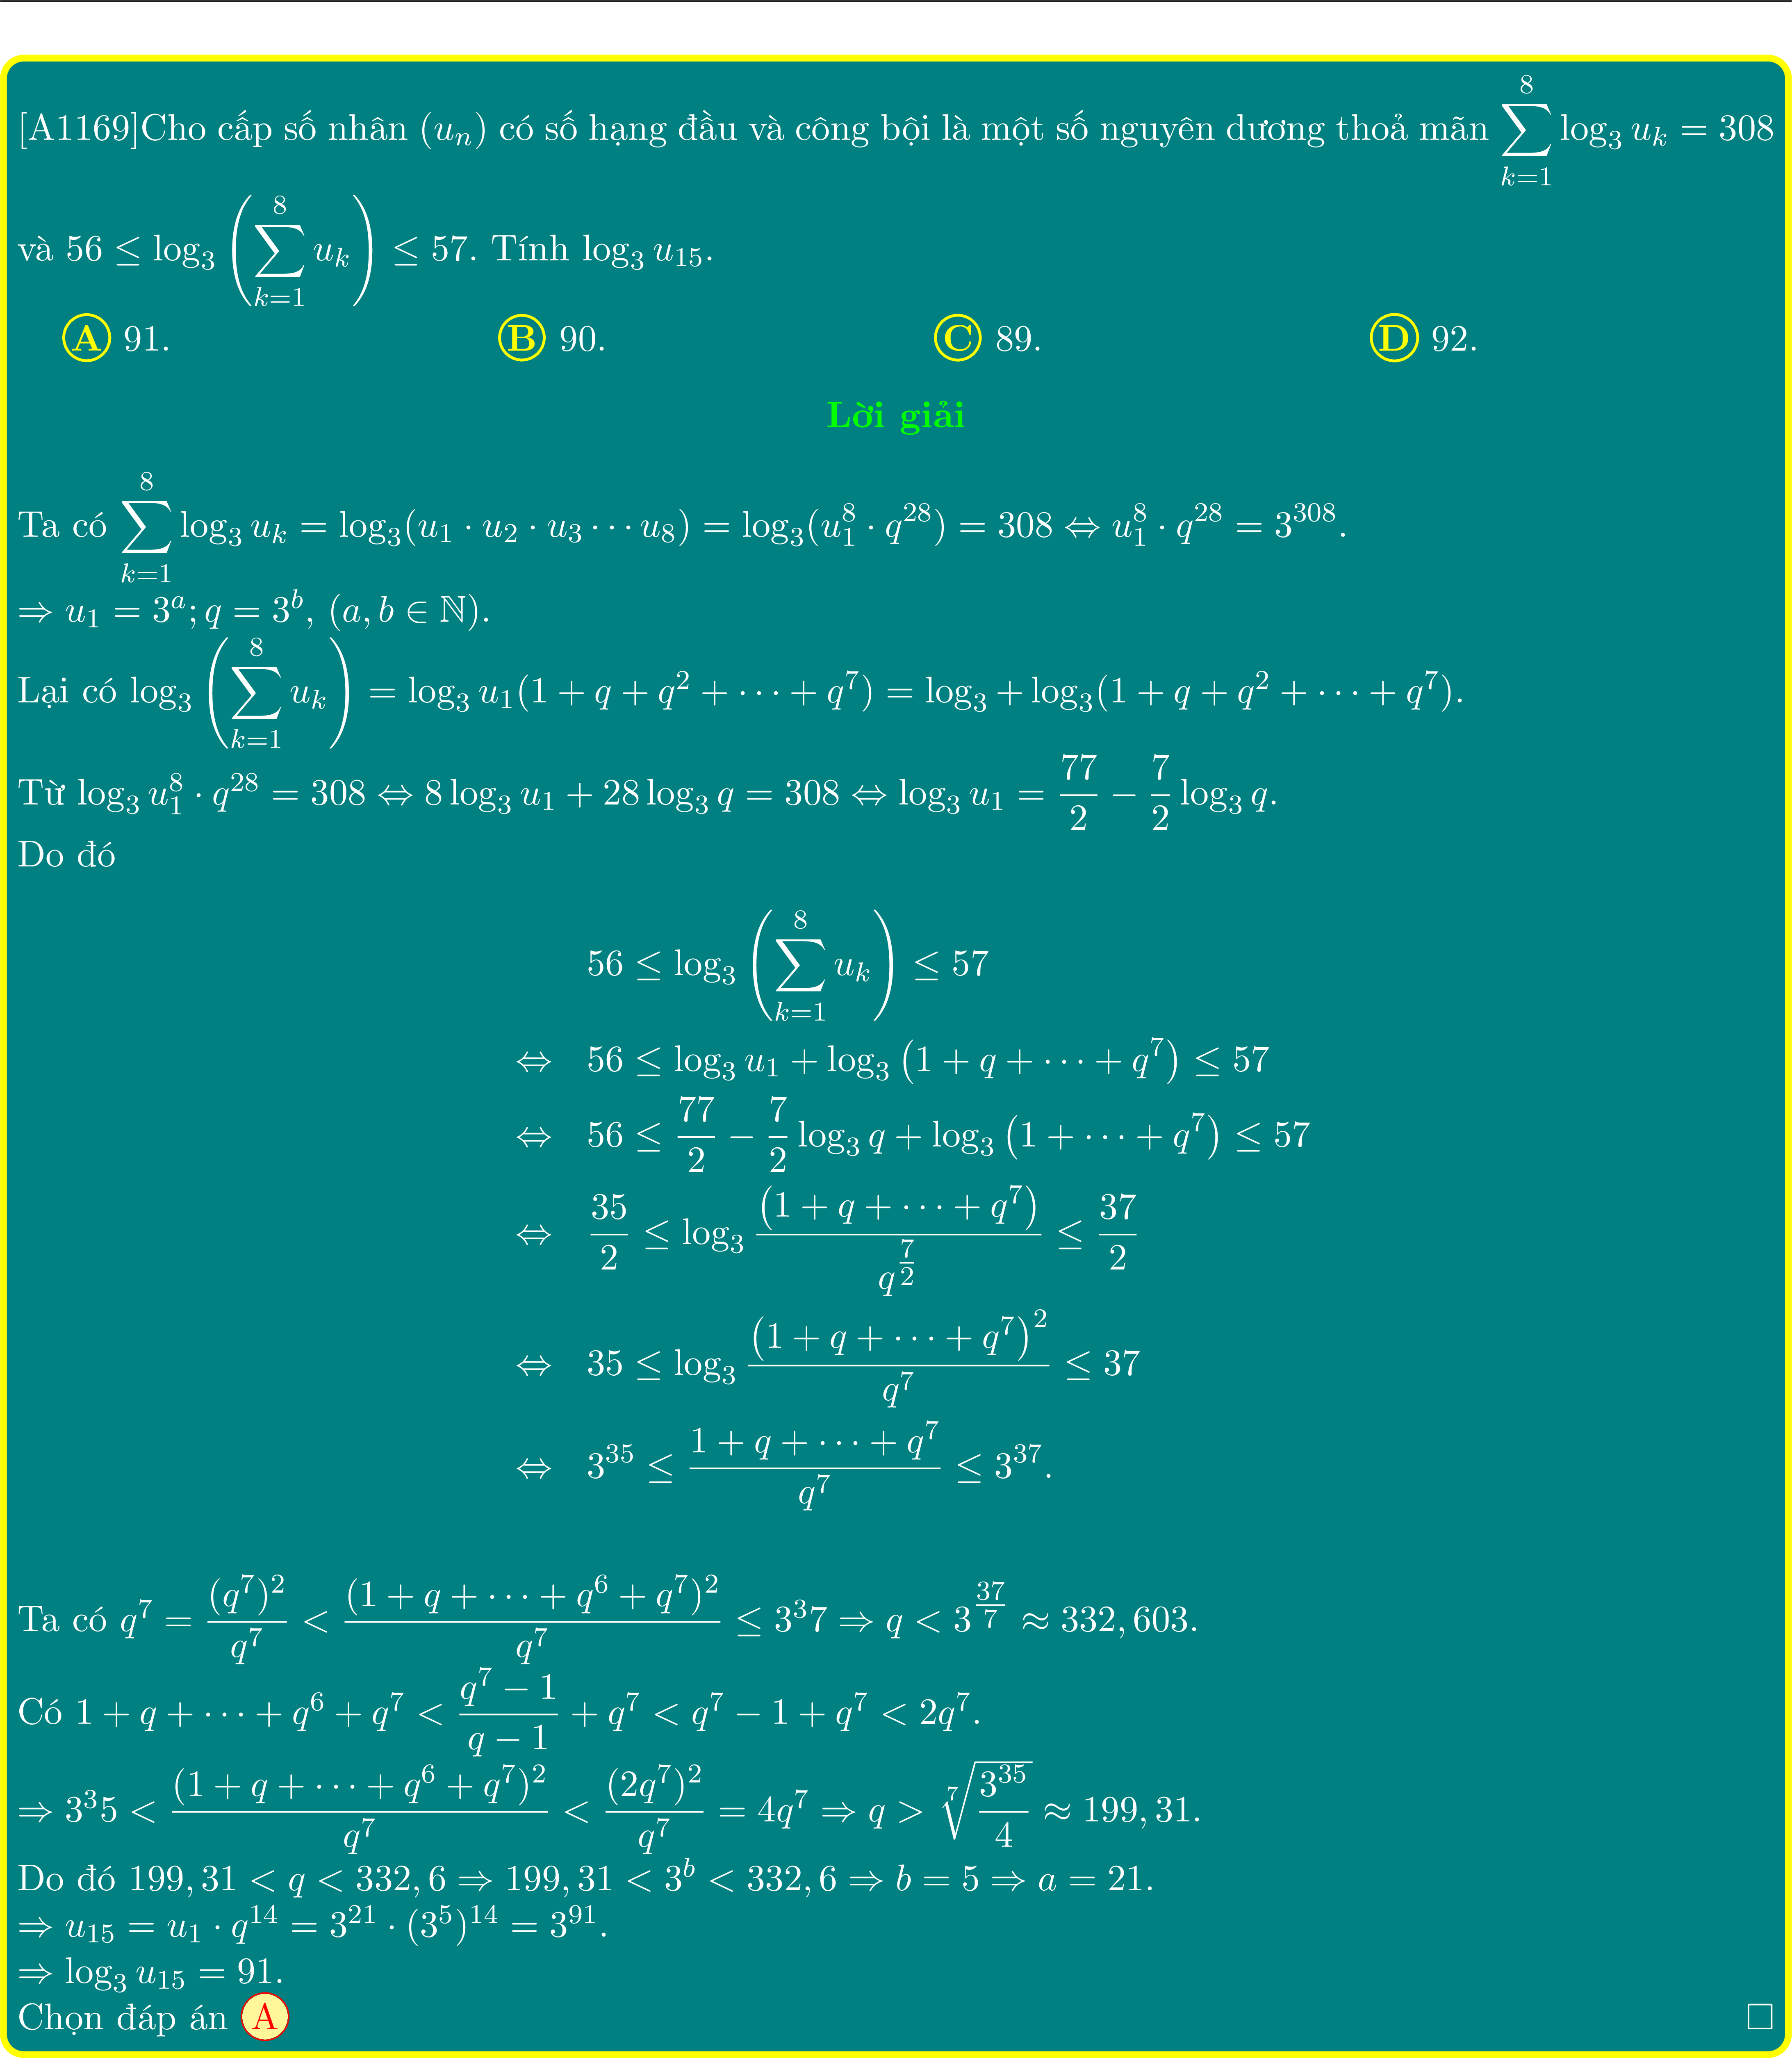 [A1169]Cho cấp số nhân $(u_n)$ có số hạng đầu và công bội là một số nguyên dương thoả mãn $\sum_{k=1}^{8} \log_3 u_k = 308$
và $56 \leq \log_3 \left( \sum_{k=1}^{8} u_k \right) \leq 57$. Tính $\log_3 u_{15}$.
Ⓐ 91. Ⓑ 90. Ⓒ 89. Ⓓ 92.
Lời giải
Ta có $\sum_{k=1}^{8} \log_3 u_k = \log_3(u_1 \cdot u_2 \cdot u_3 \cdots u_8) = \log_3(u_1^8 \cdot q^{28}) = 308 \Leftrightarrow u_1^8 \cdot q^{28} = 3^{308}$.
$\Rightarrow u_1 = 3^a; q = 3^b, (a, b \in \mathbb{N})$.
Lại có $\log_3 \left( \sum_{k=1}^{8} u_k \right) = \log_3 u_1(1 + q + q^2 + \cdots + q^7) = \log_3 + \log_3(1 + q + q^2 + \cdots + q^7)$.
Từ $\log_3 u_1^8 \cdot q^{28} = 308 \Leftrightarrow 8 \log_3 u_1 + 28 \log_3 q = 308 \Leftrightarrow \log_3 u_1 = \frac{77}{2} - \frac{7}{2} \log_3 q$.
Do đó
$56 \leq \log_3 \left( \sum_{k=1}^{8} u_k \right) \leq 57$
$\Leftrightarrow 56 \leq \log_3 u_1 + \log_3 \left( 1 + q + \cdots + q^7 \right) \leq 57$
$\Leftrightarrow 56 \leq \frac{77}{2} - \frac{7}{2} \log_3 q + \log_3 \left( 1 + \cdots + q^7 \right) \leq 57$
$\Leftrightarrow \frac{35}{2} \leq \log_3 \frac{\left( 1 + q + \cdots + q^7 \right)}{q^{\frac{7}{2}}} \leq \frac{37}{2}$
$\Leftrightarrow 35 \leq \log_3 \frac{\left( 1 + q + \cdots + q^7 \right)^2}{q^7} \leq 37$
$\Leftrightarrow 3^{35} \leq \frac{1 + q + \cdots + q^7}{q^7} \leq 3^{37}$.
Ta có $q^7 = \frac{(q^7)^2}{q^7} < \frac{(1 + q + \cdots + q^6 + q^7)^2}{q^7} \leq 3^37 \Rightarrow q < 3^{\frac{37}{7}} \approx 332, 603$.
Có $1 + q + \cdots + q^6 + q^7 < \frac{q^7 - 1}{q - 1} + q^7 < q^7 - 1 + q^7 < 2q^7$.
$\Rightarrow 3^35 < \frac{(1 + q + \cdots + q^6 + q^7)^2}{q^7} < \frac{(2q^7)^2}{q^7} = 4q^7 \Rightarrow q > \sqrt[7]{\frac{3^{35}}{4}} \approx 199, 31$.
Do đó $199, 31 < q < 332, 6 \Rightarrow 199, 31 < 3^b < 332, 6 \Rightarrow b = 5 \Rightarrow a = 21$.
$\Rightarrow u_{15} = u_1 \cdot q^{14} = 3^{21} \cdot (3^5)^{14} = 3^{91}$.
$\Rightarrow \log_3 u_{15} = 91$.
Chọn đáp án Ⓐ □